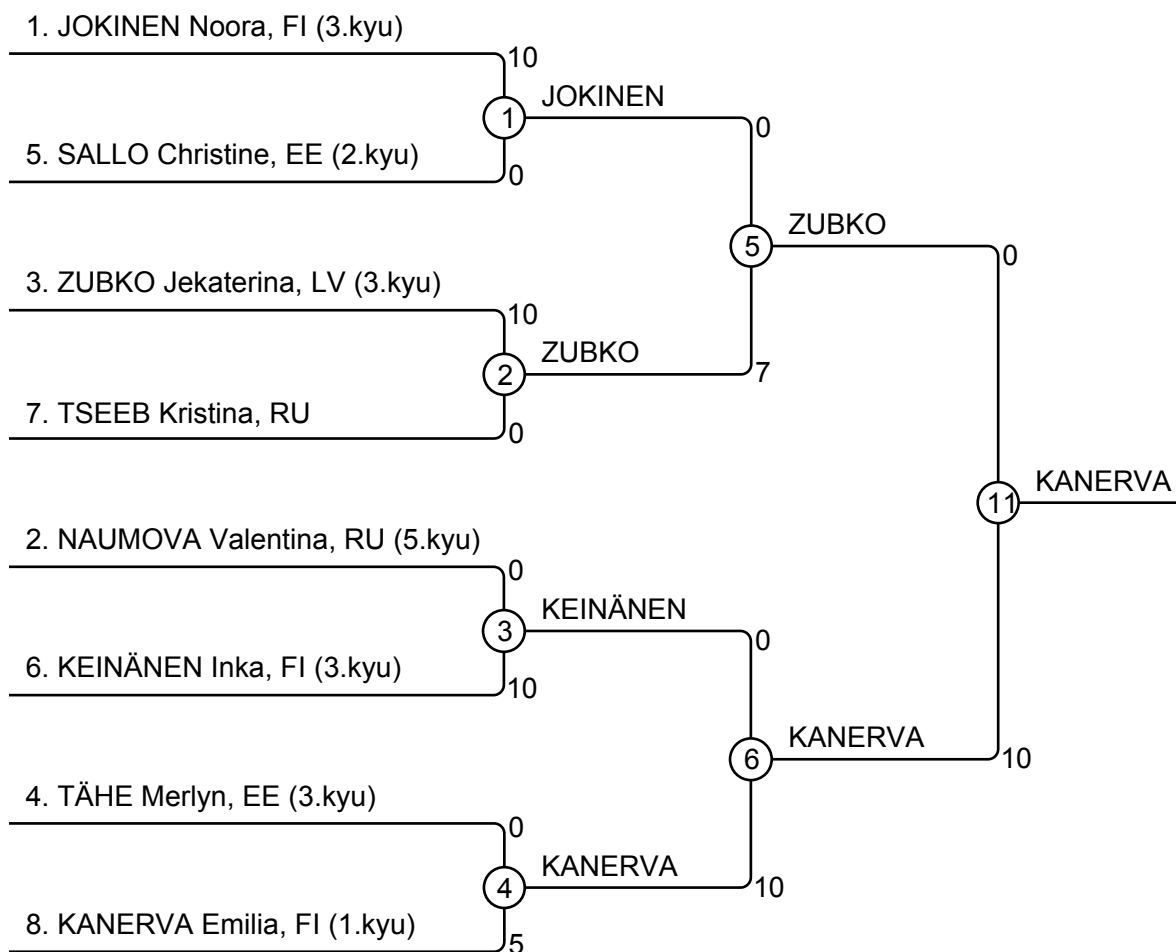 1. JOKINEN Noora, FI (3.kyu)
10
1
JOKINEN
0
5. SALLO Christine, EE (2.kyu)
0
5
ZUBKO
0
3. ZUBKO Jekaterina, LV (3.kyu)
10
2
ZUBKO
7
7. TSEEB Kristina, RU
0
11
KANERVA
2. NAUMOVA Valentina, RU (5.kyu)
0
3
KEINÄNEN
0
6. KEINÄNEN Inka, FI (3.kyu)
10
6
KANERVA
10
4. TÄHE Merlyn, EE (3.kyu)
0
4
KANERVA
10
8. KANERVA Emilia, FI (1.kyu)
5